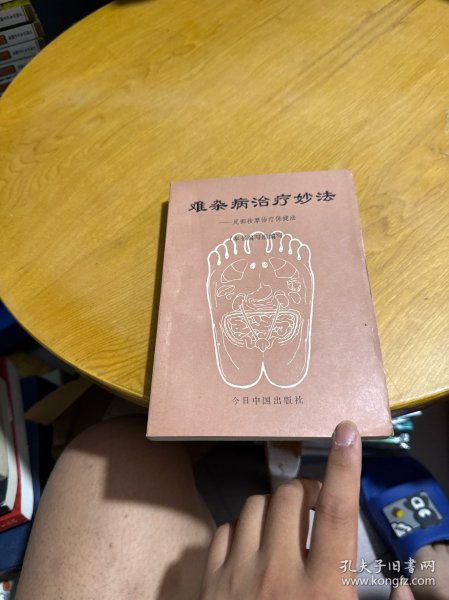 难杂病治疗妙法
——足部按摩治疗保健法
今日中国出版社
孔夫子旧书网
www.kongfz.com